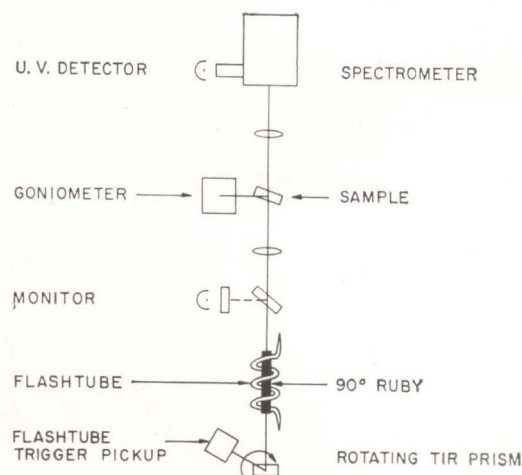 U.V. DETECTOR
SPECTROMETER
GONIOMETER
SAMPLE
MONITOR
FLASHTUBE
90° RUBY
FLASHTUBE
TRIGGER PICKUP
ROTATING TIR PRISM